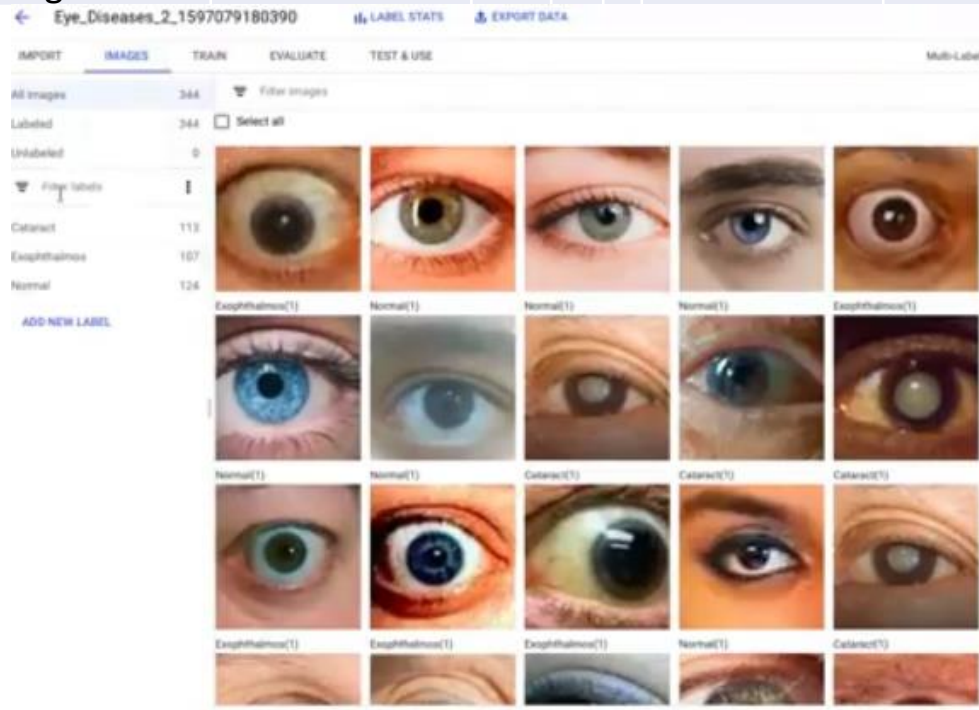 Eye_Diseases_2_1597079180390 LABEL STATS EXPORT DATA
IMPORT IMAGES TRAIN EVALUATE TEST & USE Multi-Label
All images 344
Filter images
Labeled 344
Select all
Unlabeled 0
Filter labels
Cataract 113
Exophthalmos 107
Normal 124
ADD NEW LABEL
Exophthalmos(1) Normal(1) Normal(1) Normal(1) Exophthalmos(1)
Normal(1) Normal(1) Cataract(1) Cataract(1) Cataract(1)
Exophthalmos(1) Exophthalmos(1) Exophthalmos(1) Normal(1) Cataract(1)